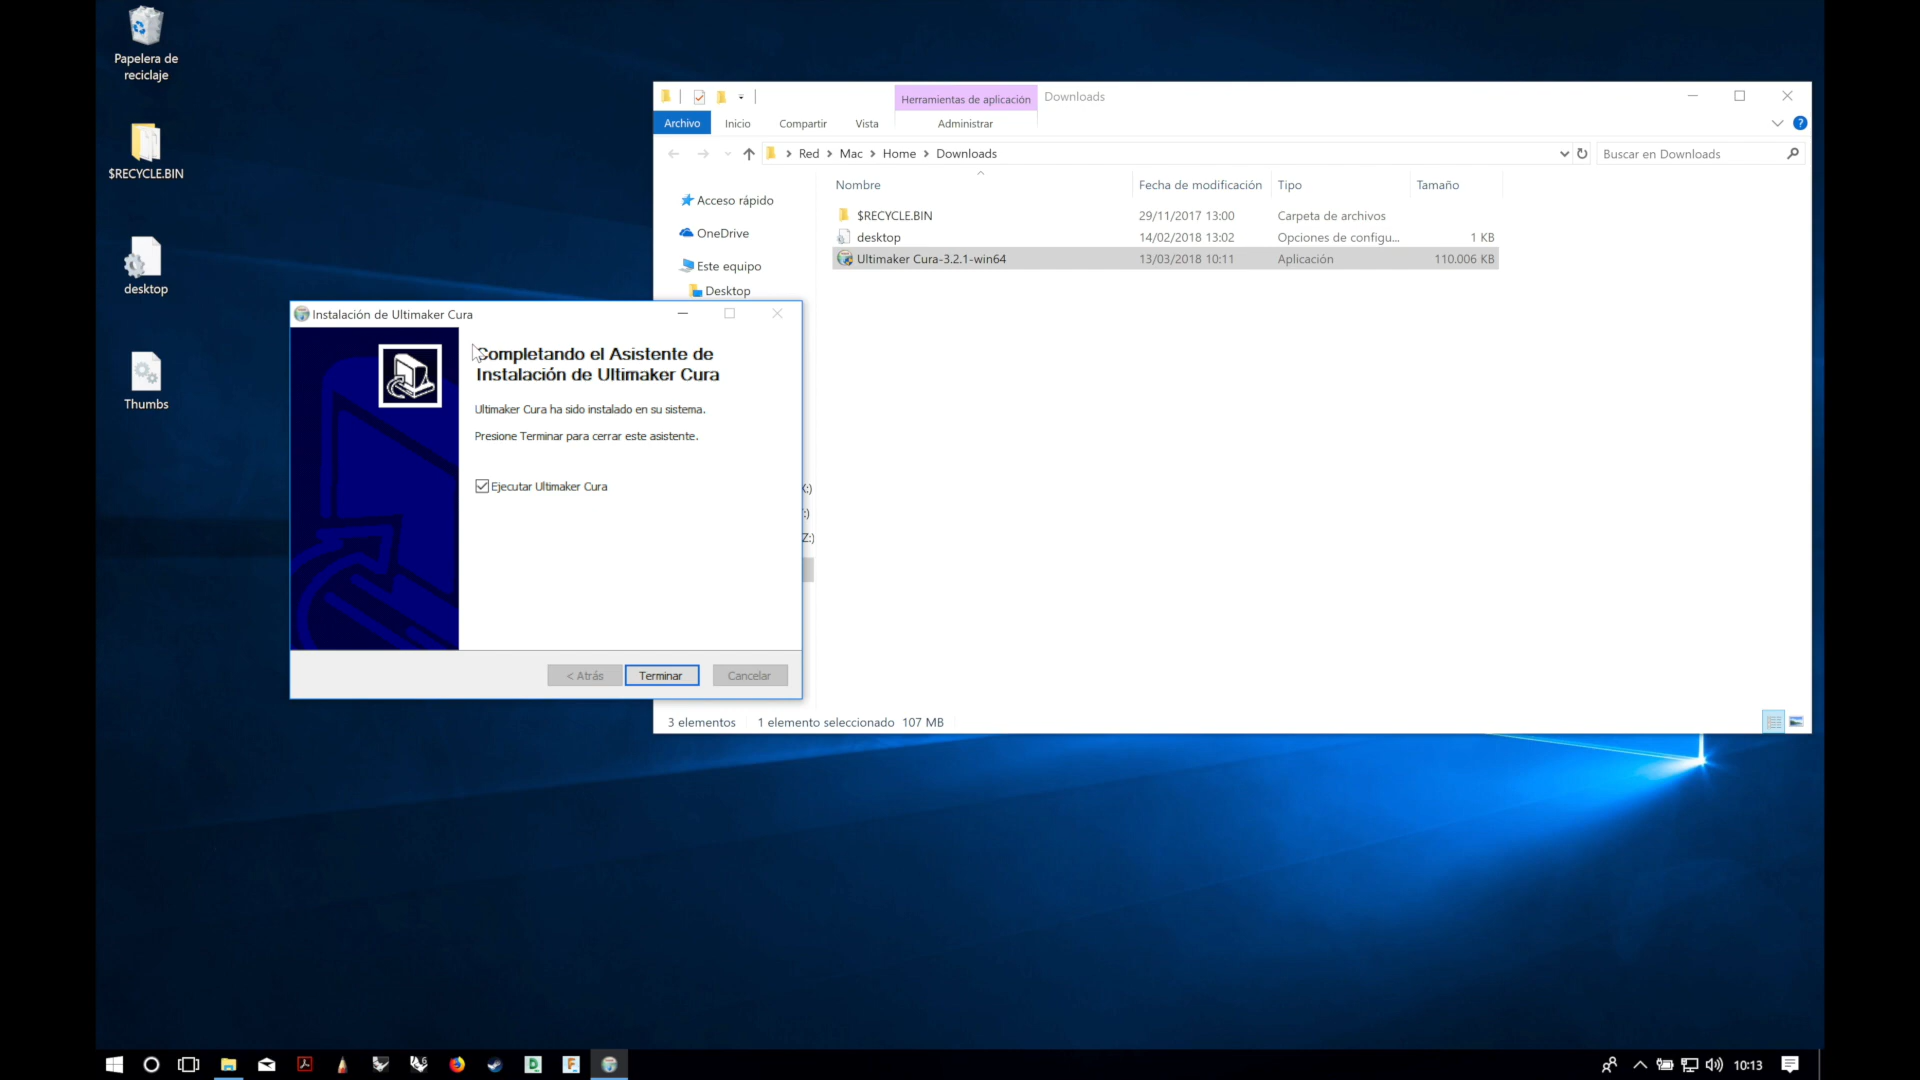 Papelera de
reciclaje
$RECYCLE.BIN
desktop
Thumbs
Herramientas de aplicación
Downloads
Archivo
Inicio
Compartir
Vista
Administrar
Red
Mac
Home
Downloads
Buscar en Downloads
Nombre
Fecha de modificación
Tipo
Tamaño
Acceso rápido
OneDrive
Este equipo
Desktop
$RECYCLE.BIN
29/11/2017 13:00
Carpeta de archivos
desktop
14/02/2018 13:02
Opciones de configu...
1 KB
Ultimaker Cura-3.2.1-win64
13/03/2018 10:11
Aplicación
110.006 KB
Z:)
3 elementos
1 elemento seleccionado 107 MB
Instalación de Ultimaker Cura
Completando el Asistente de
Instalación de Ultimaker Cura
Ultimaker Cura ha sido instalado en su sistema.
Presione Terminar para cerrar este asistente.
Ejecutar Ultimaker Cura
< Atrás
Terminar
Cancelar
10:13